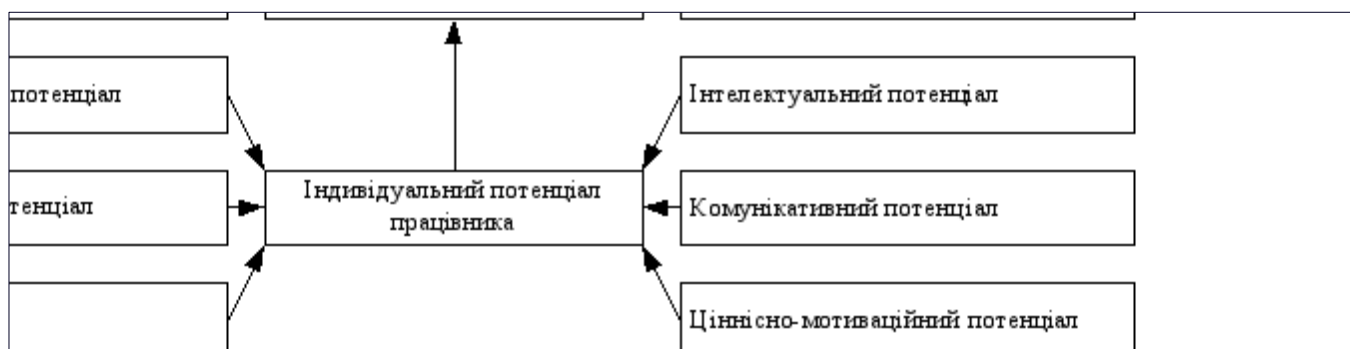 потенціал
Інтелектуальний потенціал
Індивідуальний потенціал
працівника
тенціал
Комунікативний потенціал
Ціннісно-мотиваційний потенціал